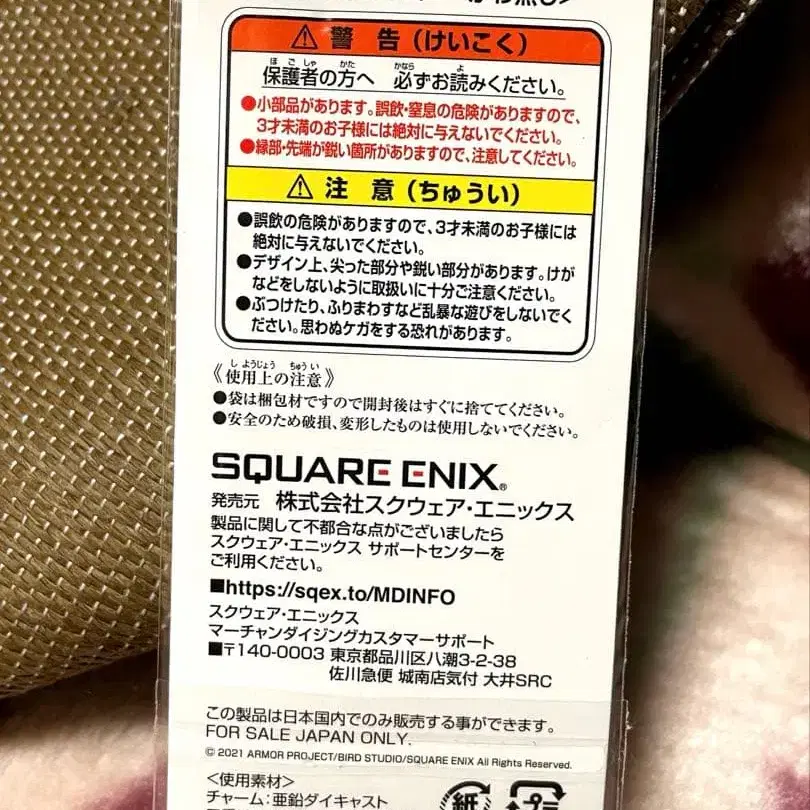 ⚠警 告（けいこく）
ほ ご しゃ かた かなら よ
保護者の方へ 必ずお読みください。
●小部品があります。誤飲・窒息の危険がありますので、
3才未満のお子様には絶対に与えないでください。
●縁部・先端が鋭い箇所がありますので、注意してください。
⚠注 意（ちゅうい）
●誤飲の危険がありますので、3才未満のお子様には
絶対に与えないでください。
●デザイン上、尖った部分や鋭い部分があります。けが
などをしないように取扱いに十分ご注意ください。
●ぶつけたり、ふりまわすなど乱暴な遊びをしないでく
ださい。思わぬケガをする恐れがあります。
しようじょう ちゅうい
《使用上の注意》
●袋は梱包材ですので開封後はすぐに捨ててください。
●安全のため破損、変形したものは使用しないでください。
SQUARE ENIX®
発売元 株式会社スクウェア・エニックス
製品に関して不都合な点がございましたら
スクウェア・エニックス サポートセンターを
ご利用ください。
■https://sqex.to/MDINFO
スクウェア・エニックス
マーチャンダイジングカスタマーサポート
■〒140-0003 東京都品川区八潮3-2-38
佐川急便 城南店気付 大井SRC
この製品は日本国内でのみ販売する事ができます。
FOR SALE JAPAN ONLY.
© 2021 ARMOR PROJECT/BIRD STUDIO/SQUARE ENIX All Rights Reserved.
＜使用素材＞
チャーム：亜鉛ダイキャスト
紙